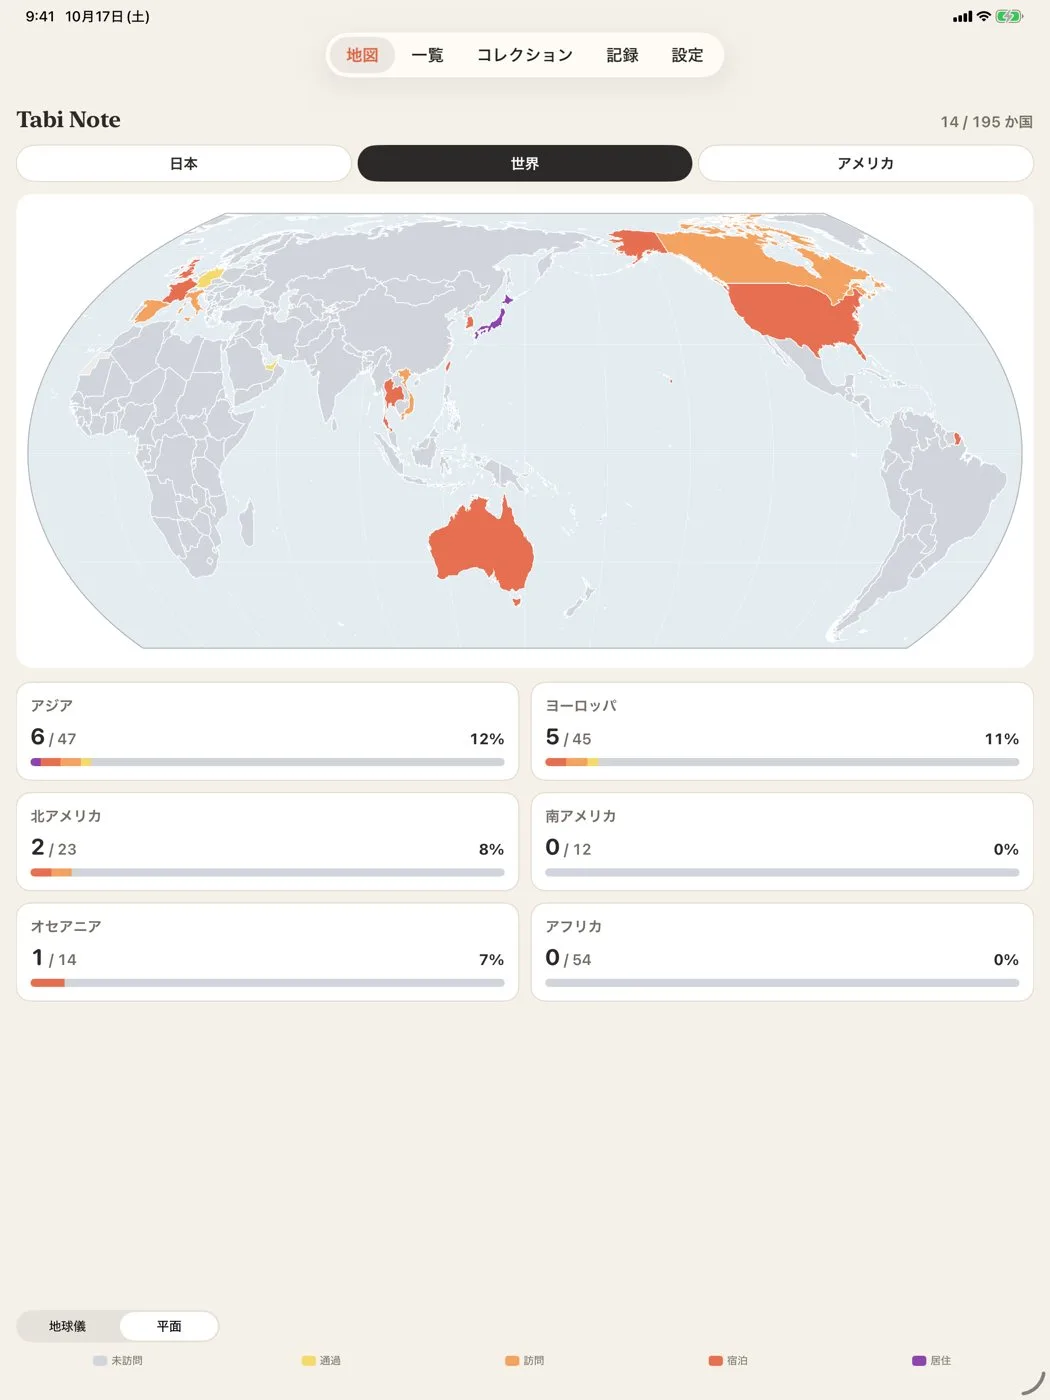 9:41 10月17日(土)
地図 一覧 コレクション 記録 設定
Tabi Note
14 / 195 か国
日本 世界 アメリカ
アジア
6 / 47 12%
ヨーロッパ
5 / 45 11%
北アメリカ
2 / 23 8%
南アメリカ
0 / 12 0%
オセアニア
1 / 14 7%
アフリカ
0 / 54 0%
地球儀 平面
未訪問 通過 訪問 宿泊 居住